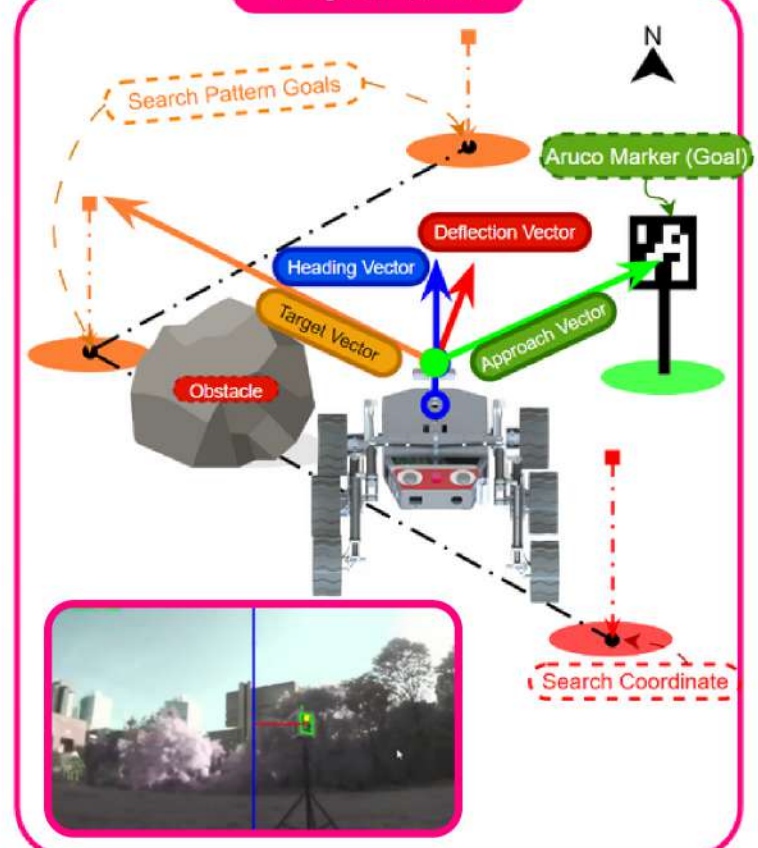 N
Search Pattern Goals
Aruco Marker (Goal)
Deflection Vector
Heading Vector
Target Vector
Approach Vector
Obstacle
Search Coordinate